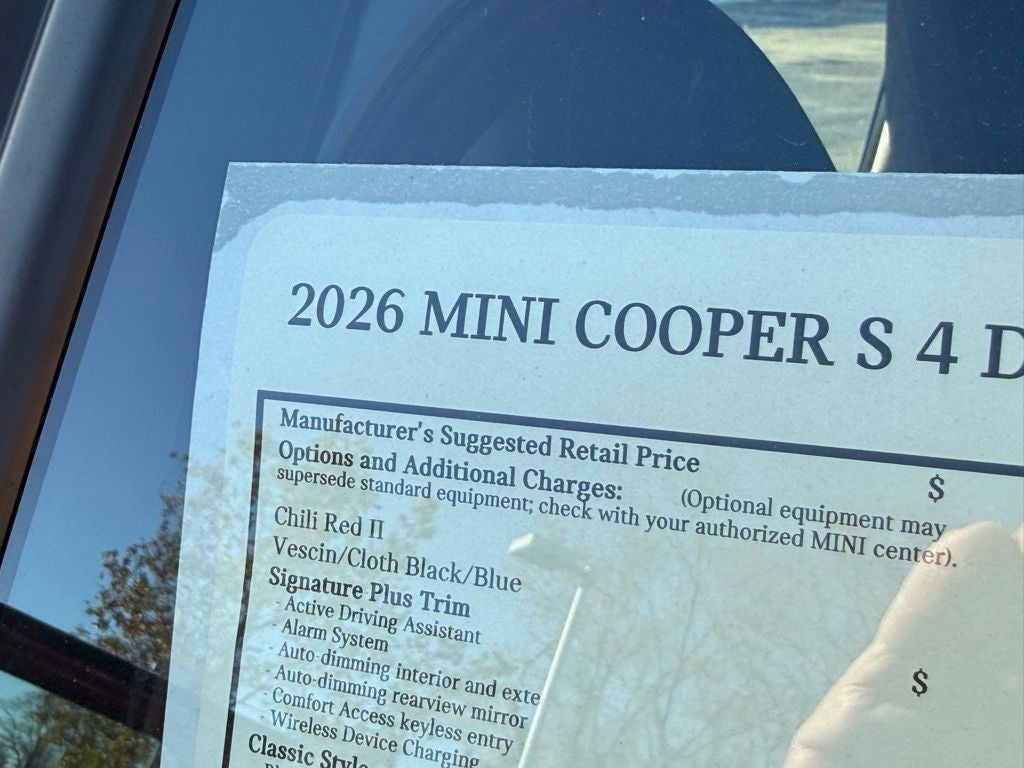 2026 MINI COOPER S 4 D
Manufacturer's Suggested Retail Price $
Options and Additional Charges: (Optional equipment may
supersede standard equipment; check with your authorized MINI center).
Chili Red II
Vescin/Cloth Black/Blue
Signature Plus Trim $
- Active Driving Assistant
- Alarm System
- Auto-dimming interior and exte
- Auto-dimming rearview mirror
- Comfort Access keyless entry
- Wireless Device Charging
Classic Style